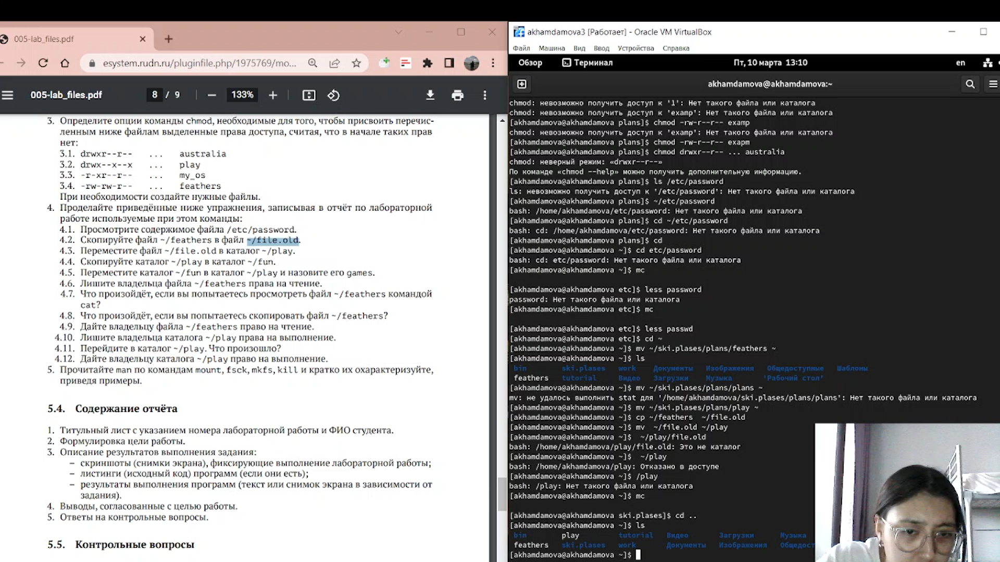 005-lab_files.pdf
esystem.rudn.ru/pluginfile.php/1975769/mo...
005-lab_files.pdf
8 / 9
133%
3. Определите опции команды chmod, необходимые для того, чтобы присвоить перечис-
ленным ниже файлам выделенные права доступа, считая, что в начале таких прав
нет:
3.1. drwxr--r-- ... australia
3.2. drwx--x--x ... play
3.3. -r-xr--r-- ... my_os
3.4. -rw-rw-r-- ... feathers
При необходимости создайте нужные файлы.
4. Проделайте приведённые ниже упражнения, записывая в отчёт по лабораторной
работе используемые при этом команды:
4.1. Просмотрите содержимое файла /etc/password.
4.2. Скопируйте файл ~/feathers в файл ~/file.old.
4.3. Переместите файл ~/file.old в каталог ~/play.
4.4. Скопируйте каталог ~/play в каталог ~/fun.
4.5. Переместите каталог ~/fun в каталог ~/play и назовите его games.
4.6. Лишите владельца файла ~/feathers права на чтение.
4.7. Что произойдёт, если вы попытаетесь просмотреть файл ~/feathers командой
cat?
4.8. Что произойдёт, если вы попытаетесь скопировать файл ~/feathers?
4.9. Дайте владельцу файла ~/feathers право на чтение.
4.10. Лишите владельца каталога ~/play права на выполнение.
4.11. Перейдите в каталог ~/play. Что произошло?
4.12. Дайте владельцу каталога ~/play право на выполнение.
5. Прочитайте man по командам mount, fsck, mkfs, kill и кратко их охарактеризуйте,
приведя примеры.
5.4. Содержание отчёта
1. Титульный лист с указанием номера лабораторной работы и ФИО студента.
2. Формулировка цели работы.
3. Описание результатов выполнения задания:
– скриншоты (снимки экрана), фиксирующие выполнение лабораторной работы;
– листинги (исходный код) программ (если они есть);
– результаты выполнения программ (текст или снимок экрана в зависимости от
задания).
4. Выводы, согласованные с целью работы.
5. Ответы на контрольные вопросы.
5.5. Контрольные вопросы
akhamdamova3 [Работает] - Oracle VM VirtualBox
Файл Машина Вид Ввод Устройства Справка
Обзор Терминал Пт, 10 марта 13:10 en
akhamdamova@akhamdamova:~
chmod: невозможно получить доступ к '1': Нет такого файла или каталога
chmod: невозможно получить доступ к 'examp': Нет такого файла или каталога
[akhamdamova@akhamdamova plans]$ chmod -rw-r--r-- examp
chmod: невозможно получить доступ к 'examp': Нет такого файла или каталога
[akhamdamova@akhamdamova plans]$ chmod -rw-r--r-- exapm
[akhamdamova@akhamdamova plans]$ chmod drwxr--r-- ... australia
chmod: неверный режим: «drwxr--r--»
По команде «chmod --help» можно получить дополнительную информацию.
[akhamdamova@akhamdamova plans]$ ls /etc/password
ls: невозможно получить доступ к '/etc/password': Нет такого файла или каталога
[akhamdamova@akhamdamova plans]$ ~/etc/password
bash: /home/akhamdamova/etc/password: Нет такого файла или каталога
[akhamdamova@akhamdamova plans]$ cd ~/etc/password
bash: cd: /home/akhamdamova/etc/password: Нет такого файла или каталога
[akhamdamova@akhamdamova plans]$ cd
[akhamdamova@akhamdamova ~]$ cd etc/password
bash: cd: etc/password: Нет такого файла или каталога
[akhamdamova@akhamdamova ~]$ mc
[akhamdamova@akhamdamova etc]$ less password
password: Нет такого файла или каталога
[akhamdamova@akhamdamova etc]$ mc
[akhamdamova@akhamdamova etc]$ less passwd
[akhamdamova@akhamdamova etc]$ cd ~
[akhamdamova@akhamdamova ~]$ mv ~/ski.plases/plans/feathers ~
[akhamdamova@akhamdamova ~]$ ls
bin ski.plases work Документы Изображения Общедоступные Шаблоны
feathers tutorial Видео Загрузки Музыка 'Рабочий стол'
[akhamdamova@akhamdamova ~]$ mv ~/ski.plases/plans/plans ~
mv: не удалось выполнить stat для '/home/akhamdamova/ski.plases/plans/plans': Нет такого файла или каталога
[akhamdamova@akhamdamova ~]$ mv ~/ski.plases/plans/play ~
[akhamdamova@akhamdamova ~]$ cp ~/feathers ~/file.old
[akhamdamova@akhamdamova ~]$ mv ~/file.old ~/play
[akhamdamova@akhamdamova ~]$ ~/play/file.old
bash: /home/akhamdamova/play/file.old: Это не каталог
[akhamdamova@akhamdamova ~]$ ~/play
bash: /home/akhamdamova/play: Отказано в доступе
[akhamdamova@akhamdamova ~]$ /play
bash: /play: Нет такого файла или каталога
[akhamdamova@akhamdamova ~]$ mc
[akhamdamova@akhamdamova ski.plases]$ cd ..
[akhamdamova@akhamdamova ~]$ ls
bin play tutorial Видео Загрузки Музыка
feathers ski.plases work Документы Изображения Общедост
[akhamdamova@akhamdamova ~]$